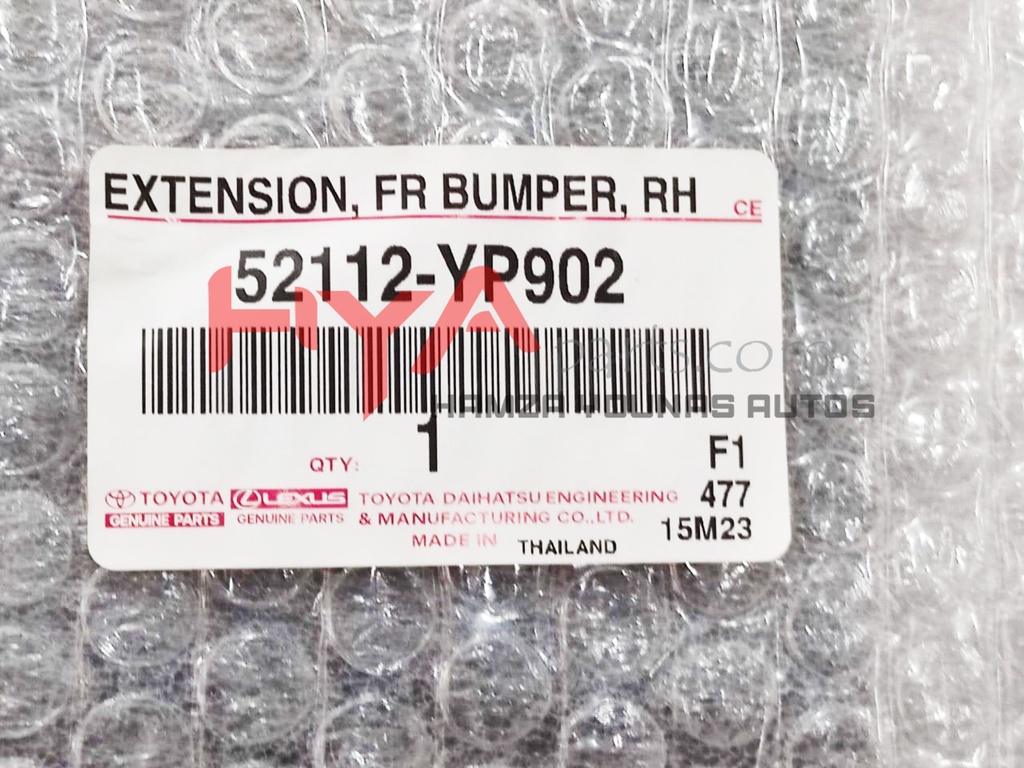 EXTENSION, FR BUMPER, RH CE
52112-YP902
HYA
parts.com
HAMZA YOUNAS AUTOS
QTY: 1
F1
TOYOTA LEXUS TOYOTA DAIHATSU ENGINEERING 477
GENUINE PARTS GENUINE PARTS & MANUFACTURING CO.,LTD. 15M23
MADE IN THAILAND